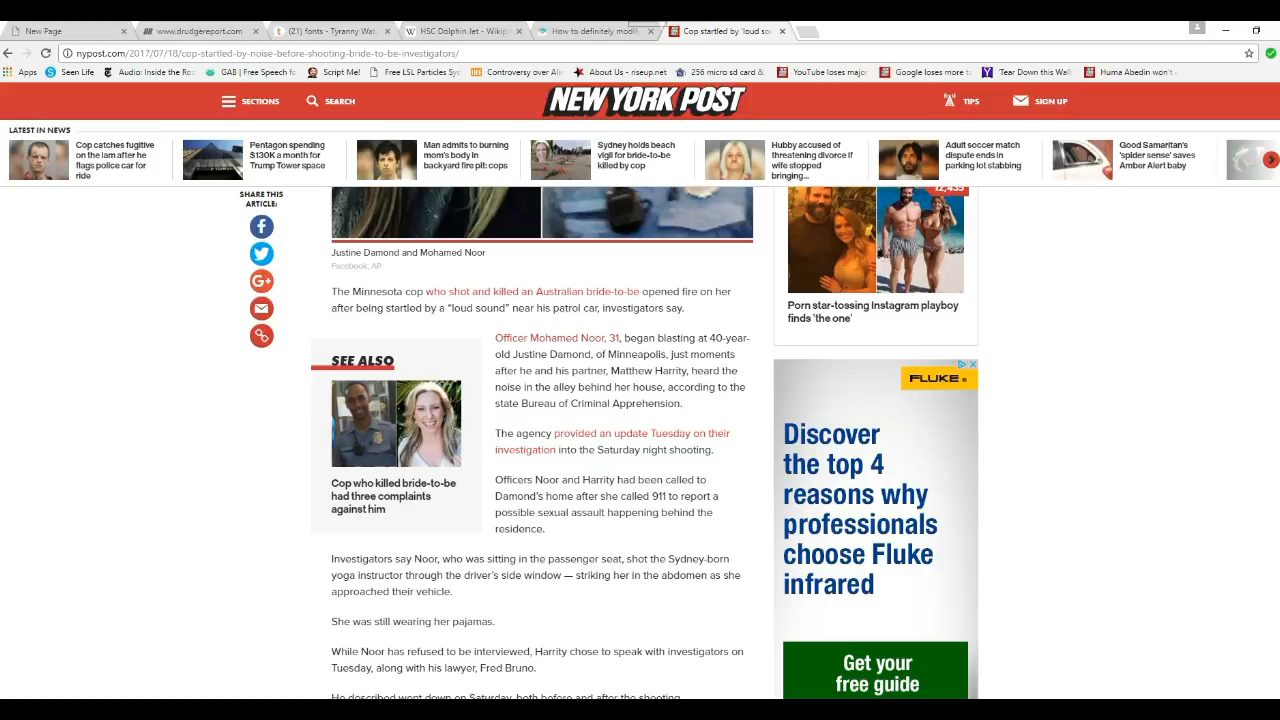 New Page
www.drudgereport.com
(21) fonts - Tyranny Wat
HSC Dolphin Jet - Wikip
How to definitely modif
Cop startled by 'loud so
nypost.com/2017/07/18/cop-startled-by-noise-before-shooting-bride-to-be-investigators/
Apps
Seen Life
Audio: Inside the Ro
GAB | Free Speech fo
Script Me!
Free LSL Particles Sys
Controversy over Ali
About Us - riseup.net
256 micro sd card &
YouTube loses major
Google loses more to
'Tear Down this Wall
Huma Abedin won't
SECTIONS
SEARCH
NEW YORK POST
TIPS
SIGN UP
LATEST IN NEWS
Cop catches fugitive
on the lam after he
flags police car for
ride
Pentagon spending
$130K a month for
Trump Tower space
Man admits to burning
mom's body in
backyard fire pit: cops
Sydney holds beach
vigil for bride-to-be
killed by cop
Hubby accused of
threatening divorce if
wife stopped
bringing...
Adult soccer match
dispute ends in
parking lot stabbing
Good Samaritan's
'spider sense' saves
Amber Alert baby
SHARE THIS
ARTICLE:
Justine Damond and Mohamed Noor
Facebook; AP
The Minnesota cop who shot and killed an Australian bride-to-be opened fire on her
after being startled by a “loud sound” near his patrol car, investigators say.
SEE ALSO
Cop who killed bride-to-be
had three complaints
against him
Officer Mohamed Noor, 31, began blasting at 40-year-
old Justine Damond, of Minneapolis, just moments
after he and his partner, Matthew Harrity, heard the
noise in the alley behind her house, according to the
state Bureau of Criminal Apprehension.
The agency provided an update Tuesday on their
investigation into the Saturday night shooting.
Officers Noor and Harrity had been called to
Damond's home after she called 911 to report a
possible sexual assault happening behind the
residence.
Investigators say Noor, who was sitting in the passenger seat, shot the Sydney-born
yoga instructor through the driver's side window — striking her in the abdomen as she
approached their vehicle.
She was still wearing her pajamas.
While Noor has refused to be interviewed, Harrity chose to speak with investigators on
Tuesday, along with his lawyer, Fred Bruno.
He described went down on Saturday, both before and after the shooting.
12,435
Porn star-tossing Instagram playboy
finds 'the one'
FLUKE
Discover
the top 4
reasons why
professionals
choose Fluke
infrared
Get your
free guide